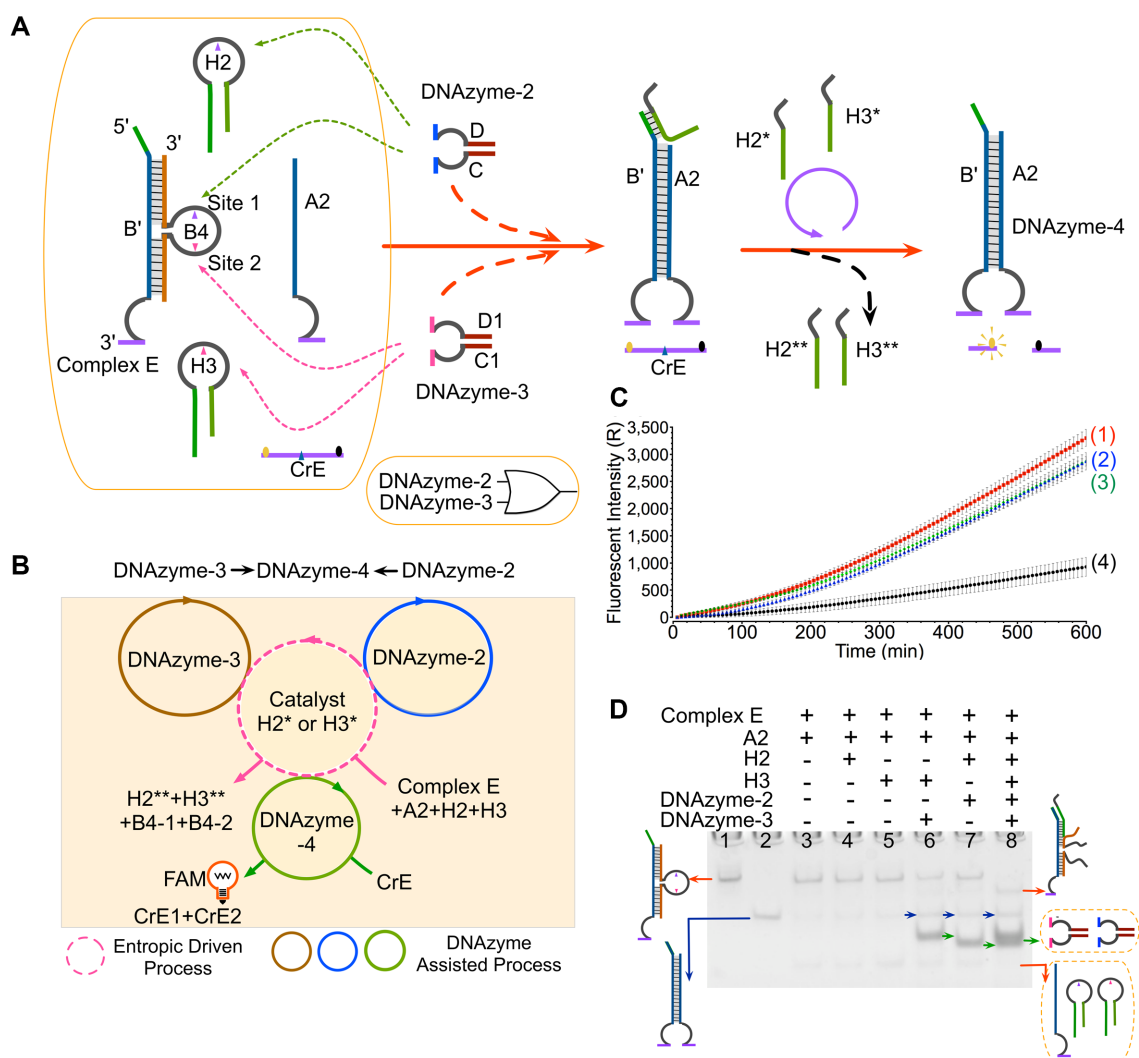 A
H2
5'
3'
Site 1
B'
B4
Site 2
A2
3'
Complex E
H3
CrE
DNAzyme-2
D
C
D1
C1
DNAzyme-3
DNAzyme-2
DNAzyme-3
B'
A2
CrE
H2*
H3*
H2**
H3**
B'
A2
DNAzyme-4
B
DNAzyme-3
DNAzyme-4
DNAzyme-2
DNAzyme-3
DNAzyme-2
Catalyst
H2* or H3*
H2**+H3**
+B4-1+B4-2
Complex E
+A2+H2+H3
DNAzyme
-4
FAM
CrE
CrE1+CrE2
Entropic Driven
Process
DNAzyme
Assisted Process
C
Fluorescent Intensity (R)
3,500
3,000
2,500
2,000
1,500
1,000
500
0
0
100
200
300
400
500
600
Time (min)
(1)
(2)
(3)
(4)
D
Complex E + + + + + +
A2 + + + + + +
H2 - + - - + +
H3 - - + + - +
DNAzyme-2 - - - - + +
DNAzyme-3 - - - + - +
1 2 3 4 5 6 7 8